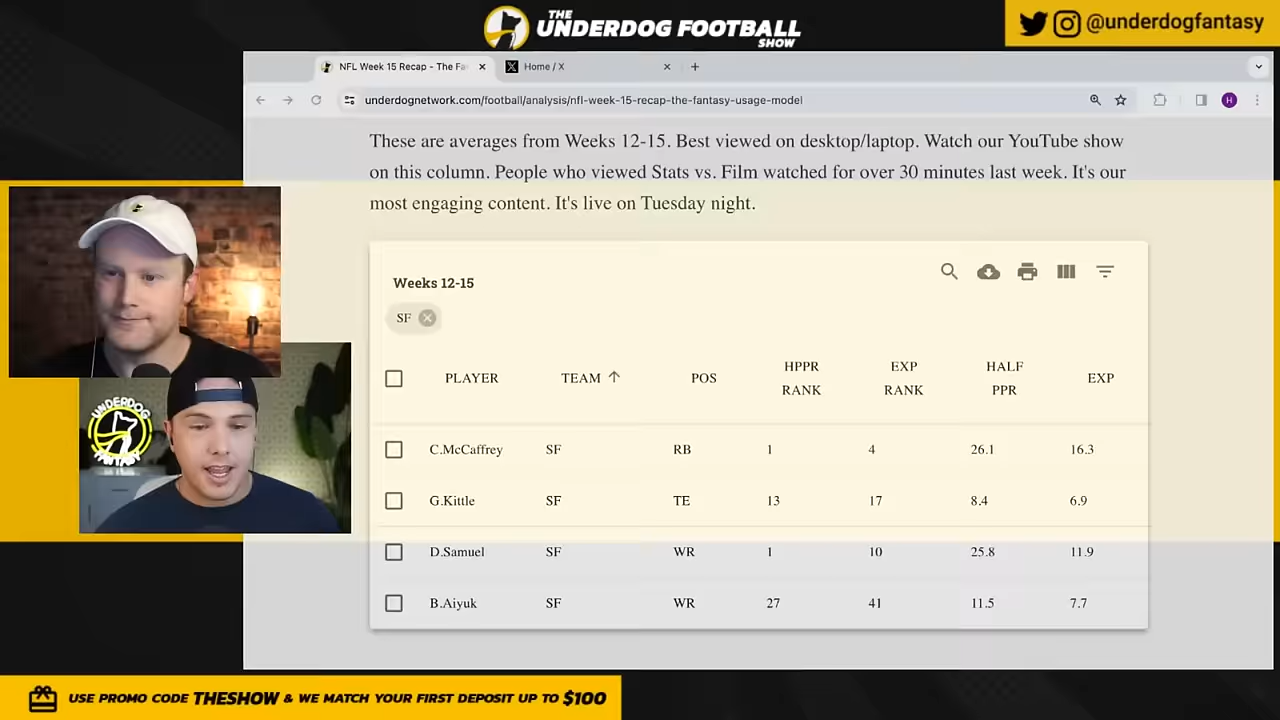 THE
UNDERDOG FOOTBALL
SHOW
@underdogfantasy
NFL Week 15 Recap - The Fa
Home / X
underdognetwork.com/football/analysis/nfl-week-15-recap-the-fantasy-usage-model
H
These are averages from Weeks 12-15. Best viewed on desktop/laptop. Watch our YouTube show
on this column. People who viewed Stats vs. Film watched for over 30 minutes last week. It's our
most engaging content. It's live on Tuesday night.
Weeks 12-15
SF
PLAYER TEAM POS HPPR RANK EXP RANK HALF PPR EXP
C.McCaffrey SF RB 1 4 26.1 16.3
G.Kittle SF TE 13 17 8.4 6.9
D.Samuel SF WR 1 10 25.8 11.9
B.Aiyuk SF WR 27 41 11.5 7.7
UNDERDOG
FANTASY
USE PROMO CODE THESHOW & WE MATCH YOUR FIRST DEPOSIT UP TO $100